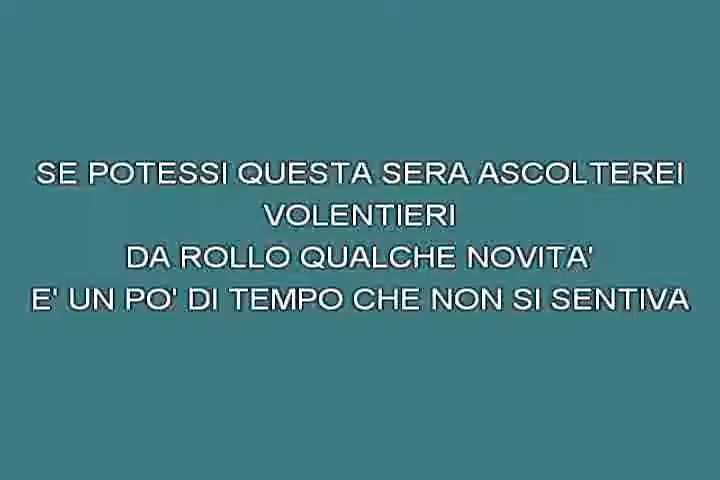 SE POTESSI QUESTA SERA ASCOLTEREI
VOLENTIERI
DA ROLLO QUALCHE NOVITA'
E' UN PO' DI TEMPO CHE NON SI SENTIVA